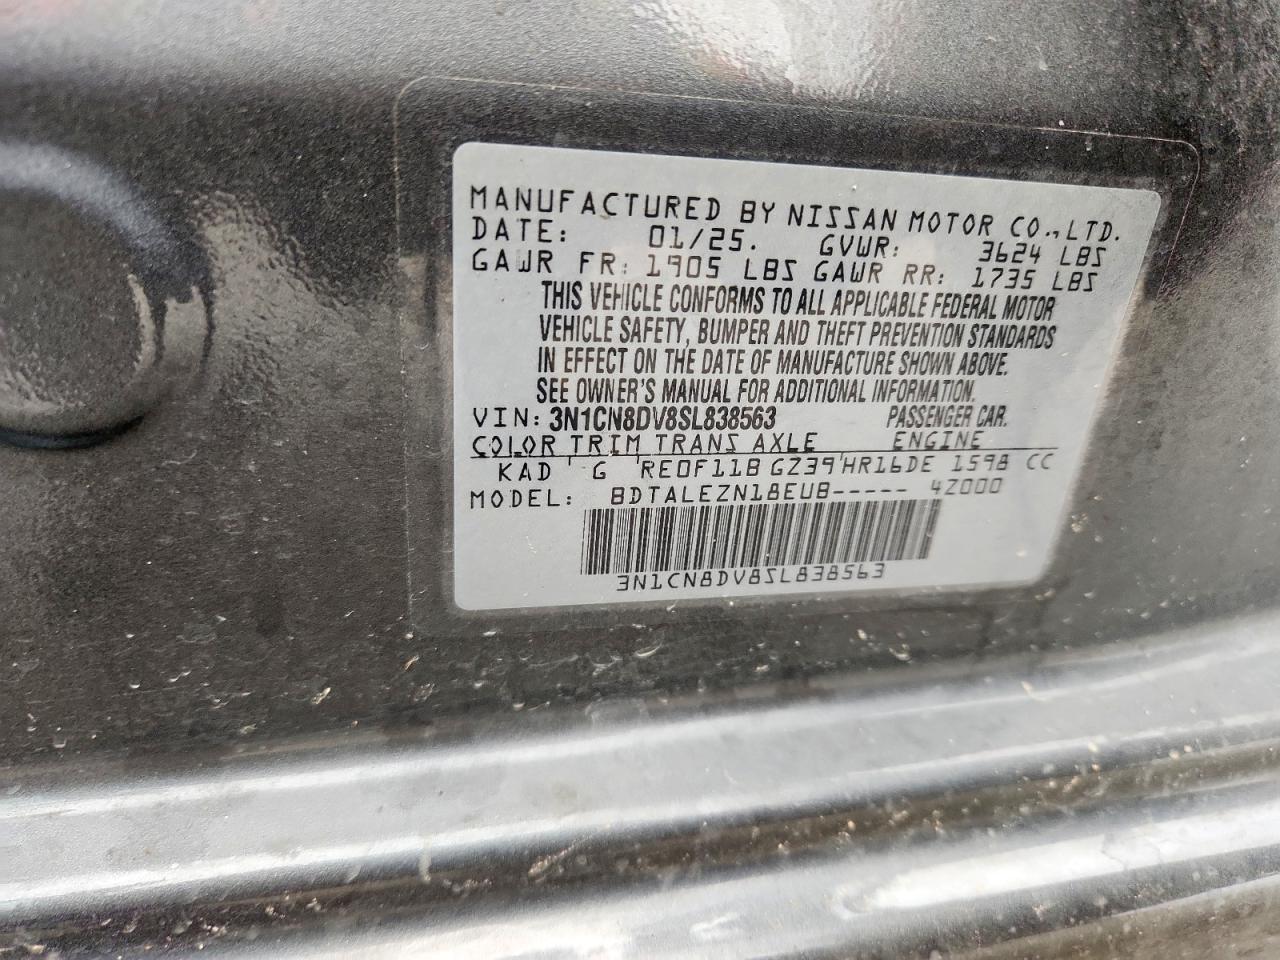 MANUFACTURED BY NISSAN MOTOR CO.,LTD.
DATE: 01/25. GVWR: 3624 LBS
GAWR FR: 1905 LBS GAWR RR: 1735 LBS
THIS VEHICLE CONFORMS TO ALL APPLICABLE FEDERAL MOTOR
VEHICLE SAFETY, BUMPER AND THEFT PREVENTION STANDARDS
IN EFFECT ON THE DATE OF MANUFACTURE SHOWN ABOVE.
SEE OWNER'S MANUAL FOR ADDITIONAL INFORMATION.
VIN: 3N1CN8DV8SL838563 PASSENGER CAR.
COLOR TRIM TRANS AXLE ENGINE
KAD G RE0F11B GZ39 HR16DE 1598 CC
MODEL: BDTALEZN18EUB----- 4Z000
3N1CN8DV8SL838563